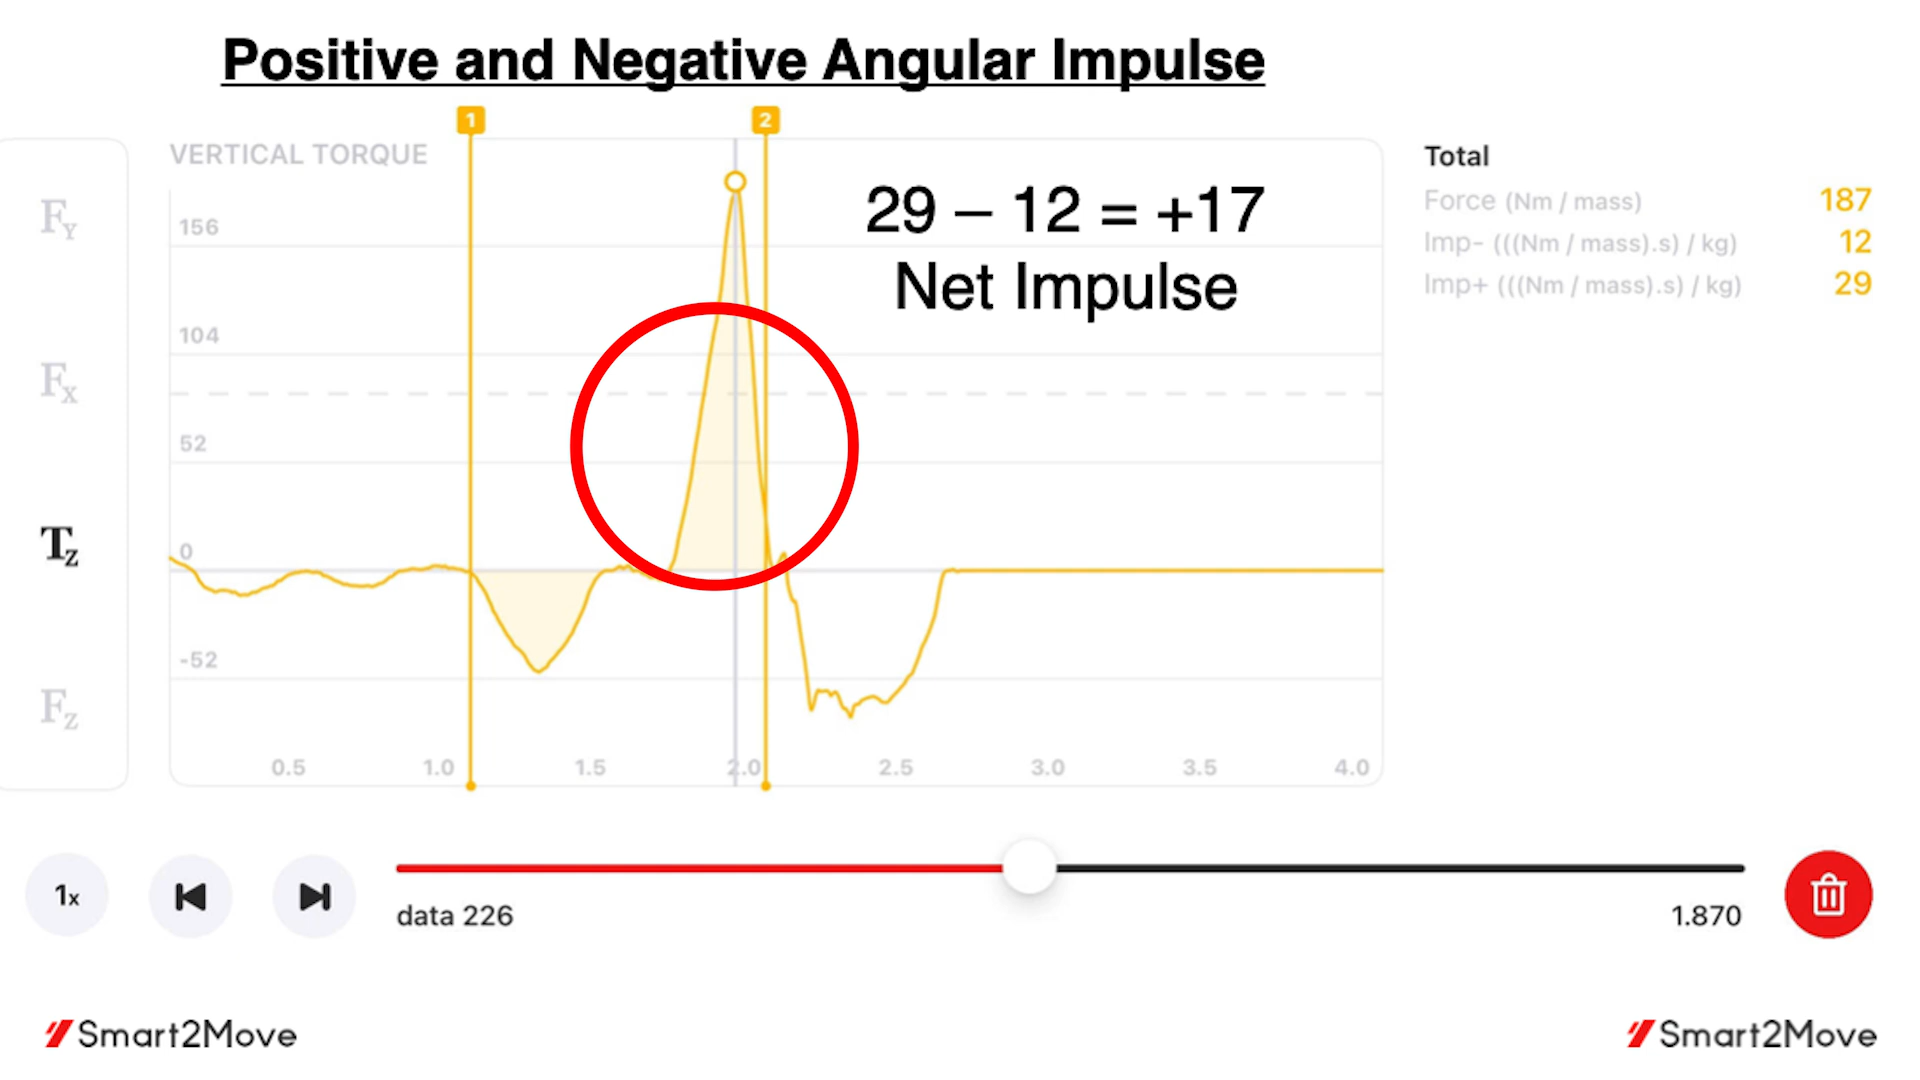 Positive and Negative Angular Impulse
1
2
VERTICAL TORQUE
Total
Force (Nm / mass) 187
Imp- (((Nm / mass).s) / kg) 12
Imp+ (((Nm / mass).s) / kg) 29
29 – 12 = +17
Net Impulse
Fy
Fx
Tz
Fz
156
104
52
0
-52
0.5 1.0 1.5 2.0 2.5 3.0 3.5 4.0
1x
data 226
1.870
Smart2Move
Smart2Move